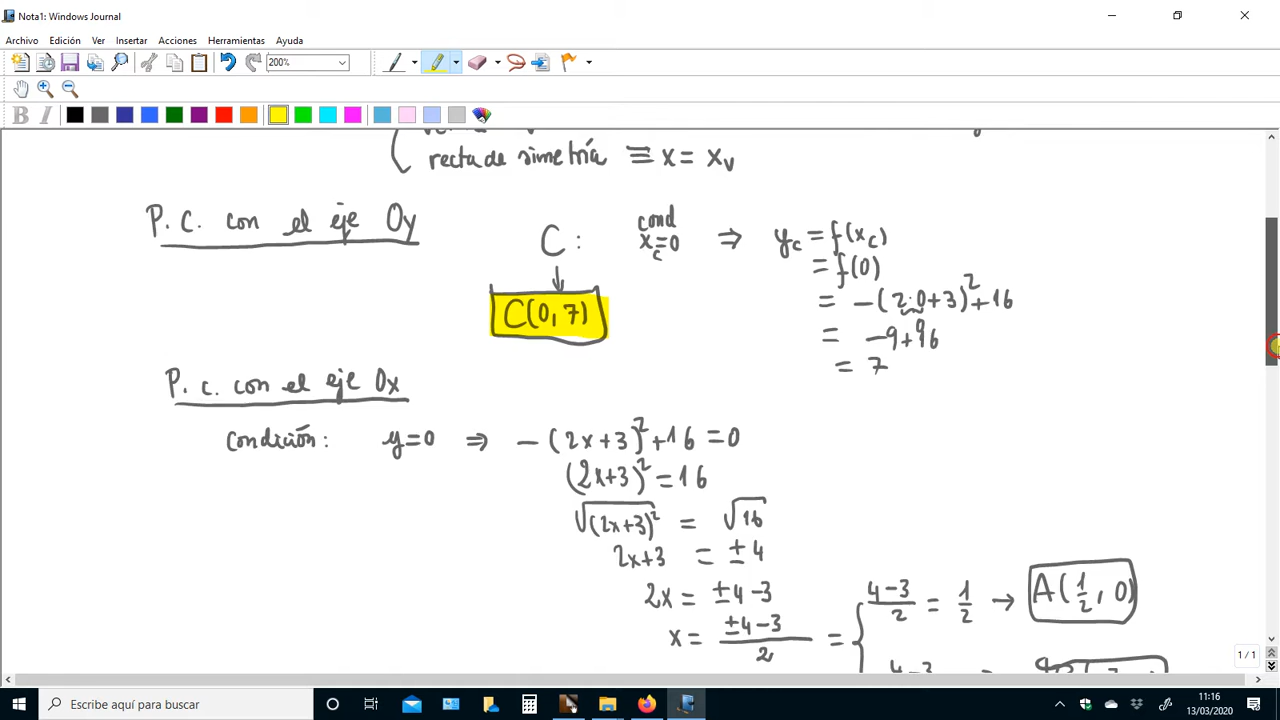 Nota1: Windows Journal
Archivo Edición Ver Insertar Acciones Herramientas Ayuda
200%
B I
recta de simetría ≡ x = x_v
P. C. con el eje Oy
C: cond x_c=0 ⇒ y_c = f(x_c)
= f(0)
C(0,7)
= -(2·0+3)²+16
= -9+16
= 7
P. c. con el eje Ox
Condición: y=0 ⇒ -(2x+3)²+16=0
(2x+3)²=16
√(2x+3)² = √16
2x+3 = ±4
2x = ±4-3
x = ±4-3/2 = { 4-3/2 = 1/2 → A(1/2, 0)
1/1
Escribe aquí para buscar
11:16
13/03/2020